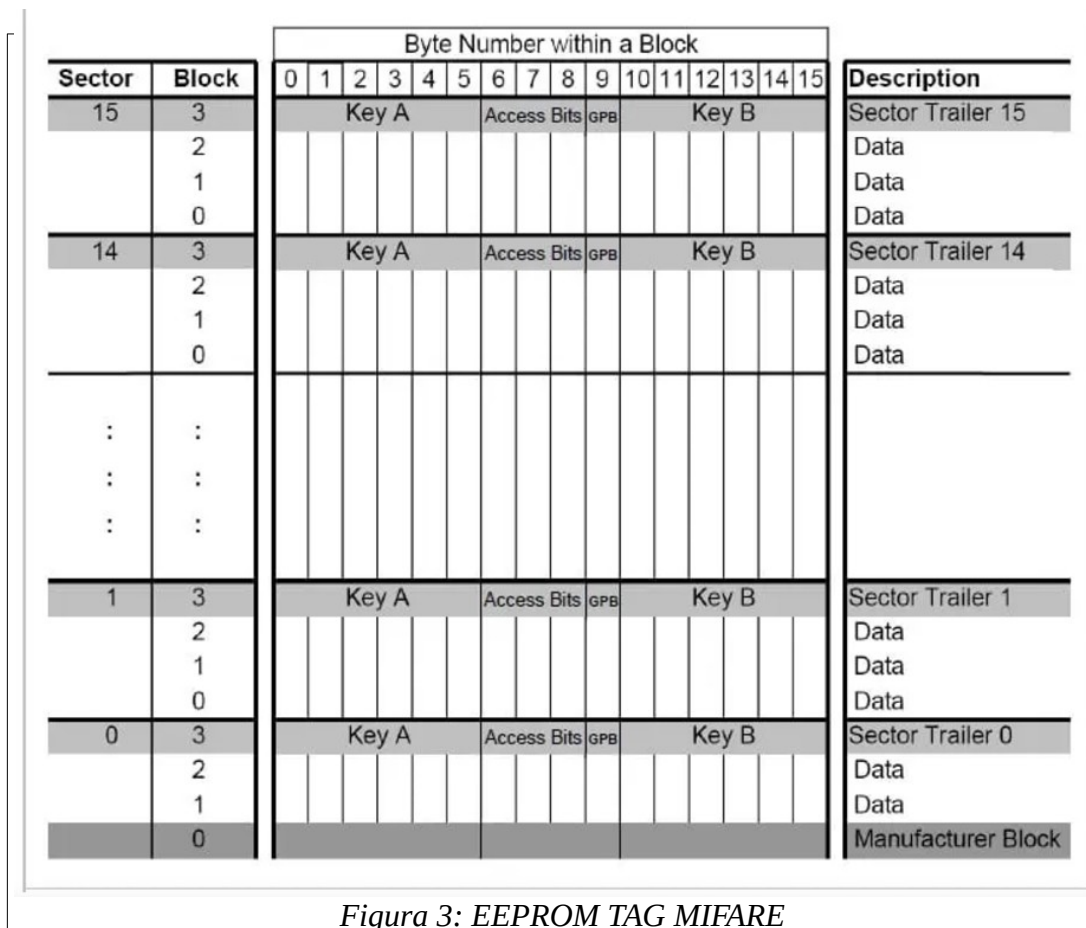 Byte Number within a Block
Sector Block 0 1 2 3 4 5 6 7 8 9 10 11 12 13 14 15 Description
15 3 Key A Access Bits GPB Key B Sector Trailer 15
2 Data
1 Data
0 Data
14 3 Key A Access Bits GPB Key B Sector Trailer 14
2 Data
1 Data
0 Data
: :
: :
: :
1 3 Key A Access Bits GPB Key B Sector Trailer 1
2 Data
1 Data
0 Data
0 3 Key A Access Bits GPB Key B Sector Trailer 0
2 Data
1 Data
0 Manufacturer Block
Figura 3: EEPROM TAG MIFARE